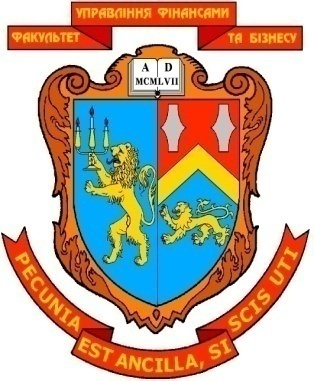 УПРАВЛІННЯ ФІНАНСАМИ
ФАКУЛЬТЕТ ТА БІЗНЕСУ
A D
MCMLVII
PECUNIA EST ANCILLA, SI SCIS UTI